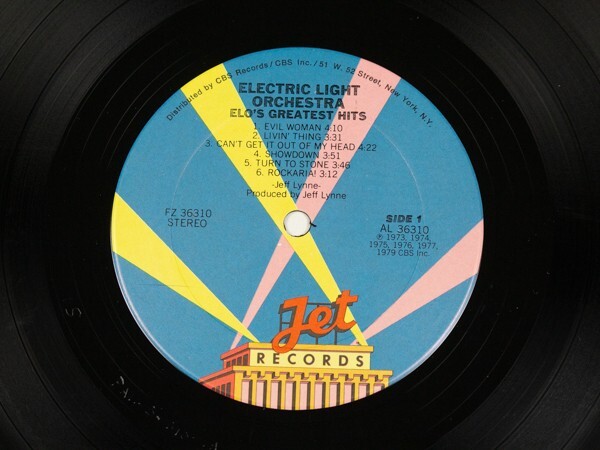 Distributed by CBS Records/CBS Inc./51 W. 52 Street, New York, N.Y.
ELECTRIC LIGHT
ORCHESTRA
ELO'S GREATEST HITS
1. EVIL WOMAN 4:10
2. LIVIN' THING 3:31
3. CAN'T GET IT OUT OF MY HEAD 4:22
4. SHOWDOWN 3:51
5. TURN TO STONE 3:46
6. ROCKARIA! 3:12
-Jeff Lynne-
Produced by Jeff Lynne
FZ 36310
STEREO
SIDE 1
AL 36310
℗ 1973, 1974,
1975, 1976, 1977,
1979 CBS Inc.
Jet
RECORDS